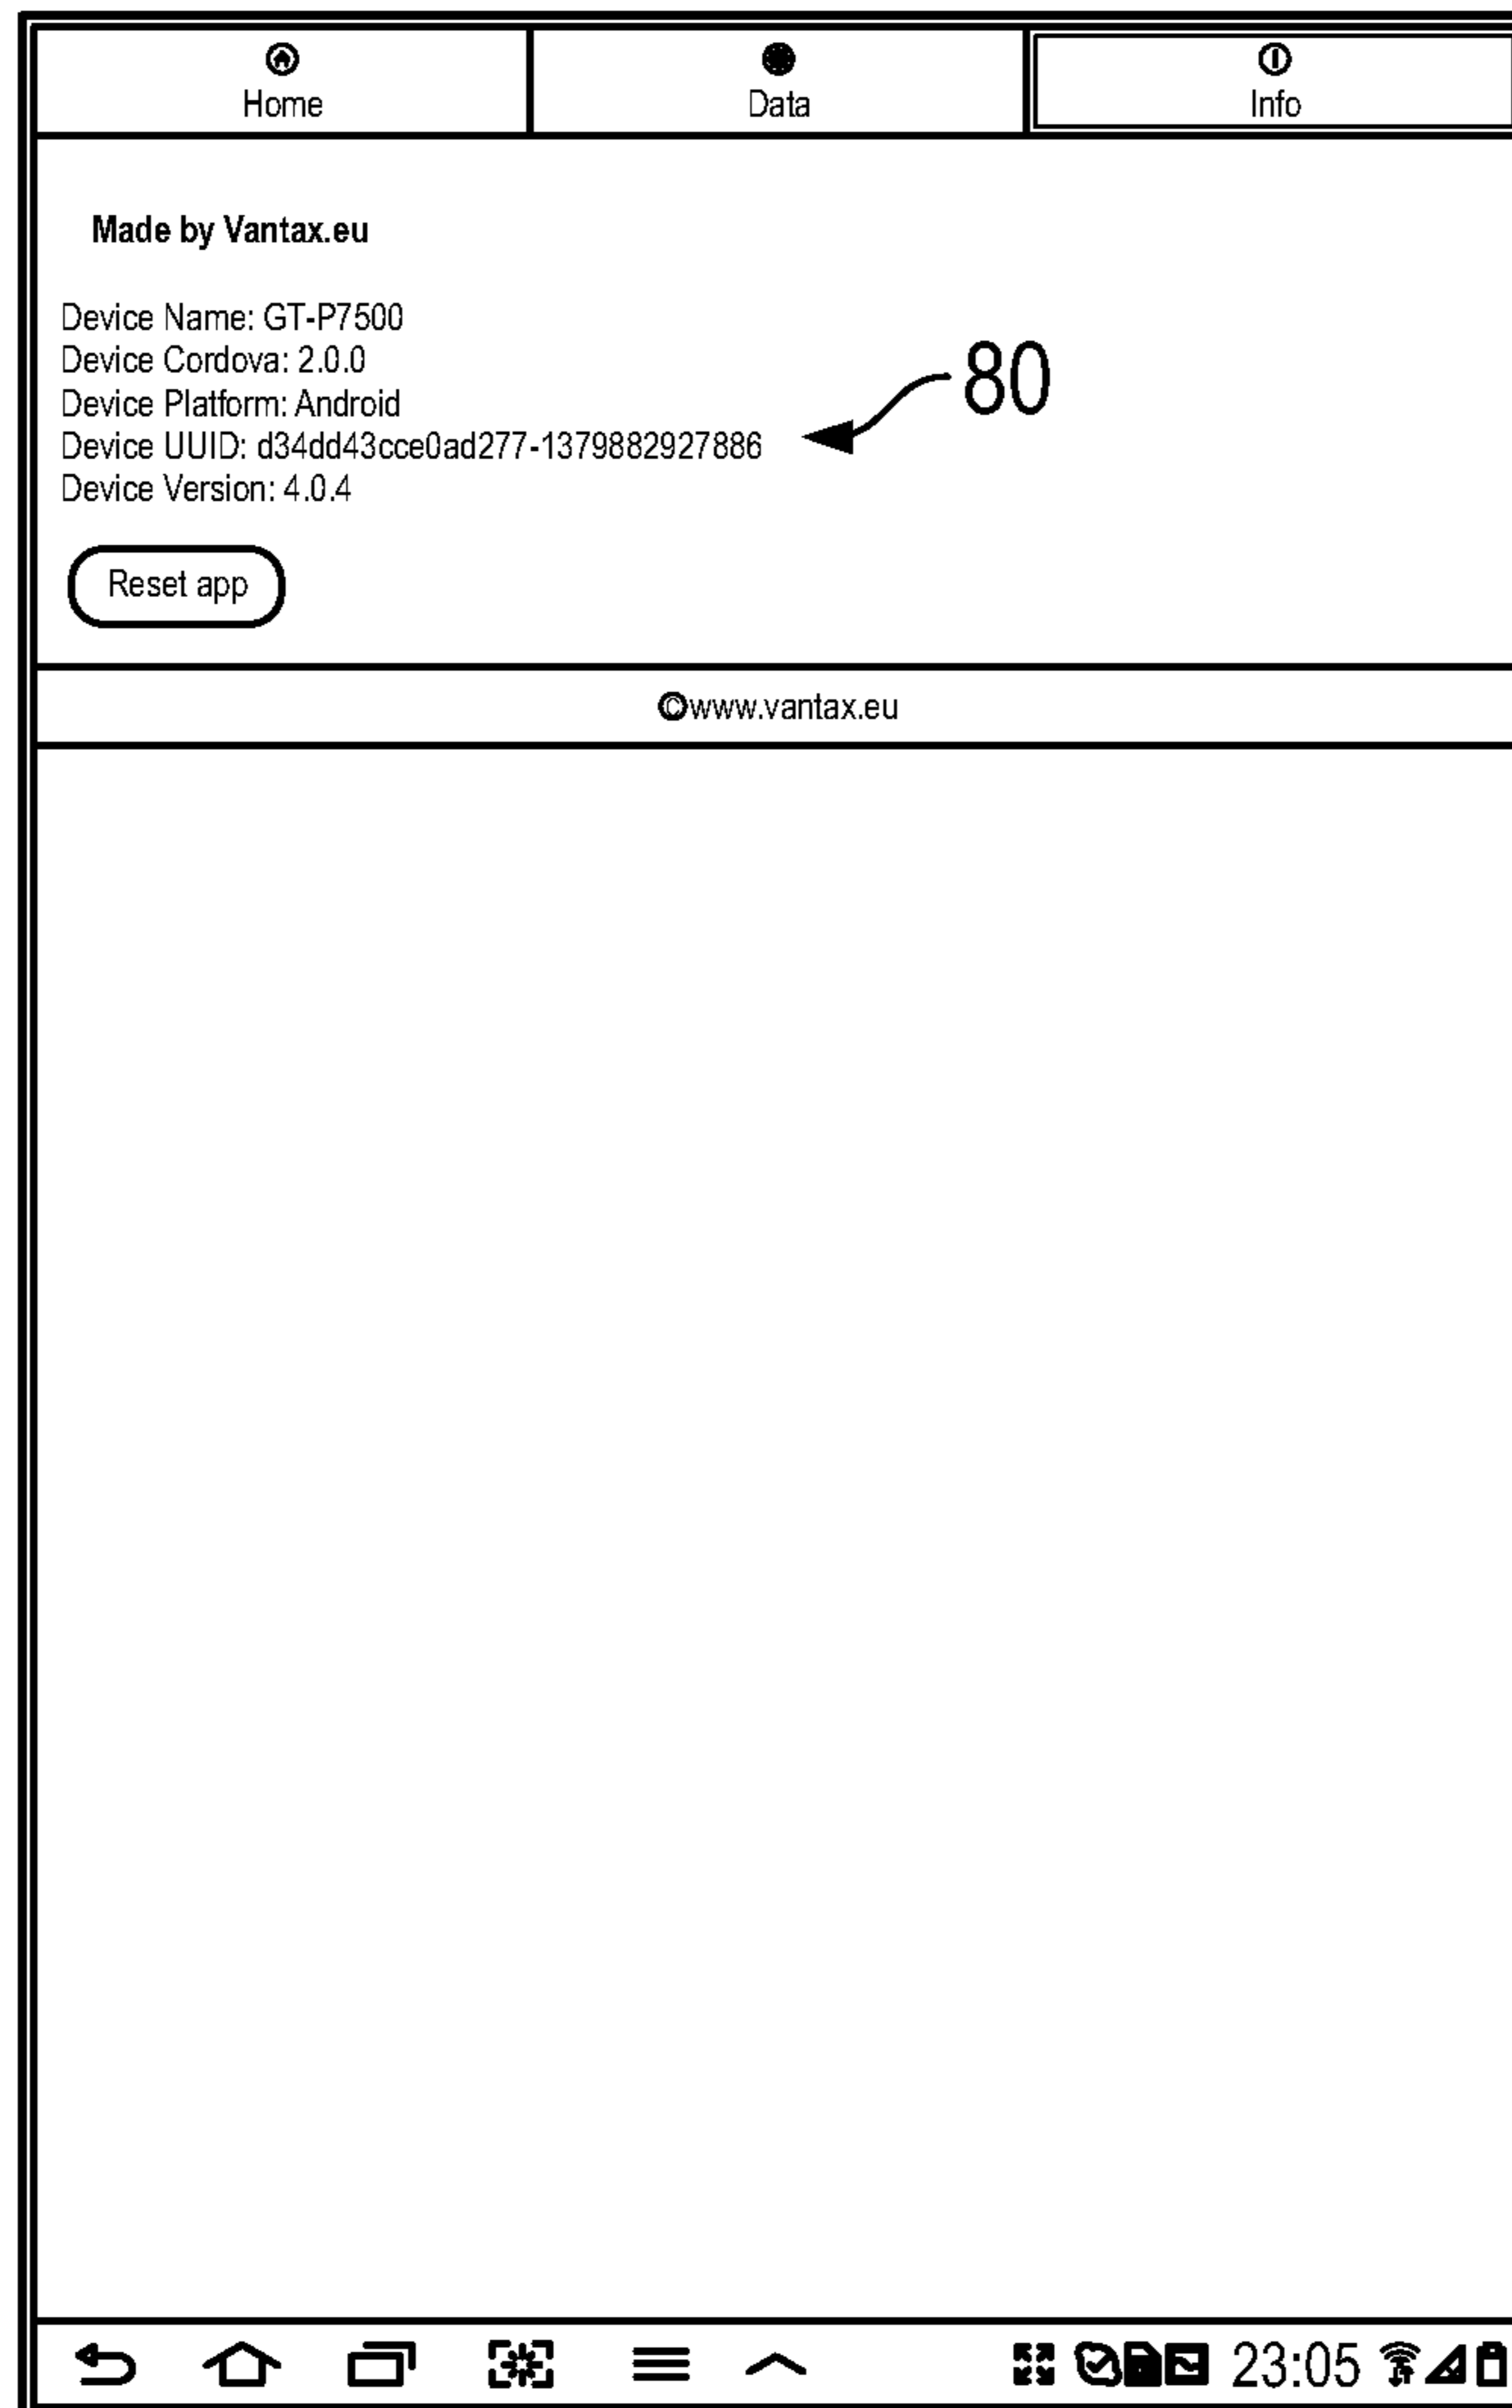 Home
Data
Info
Made by Vantax.eu
Device Name: GT-P7500
Device Cordova: 2.0.0
80
Device Platform: Android
Device UUID: d34dd43cce0ad277-1379882927886
Device Version: 4.0.4
Reset app
©www.vantax.eu
23:05